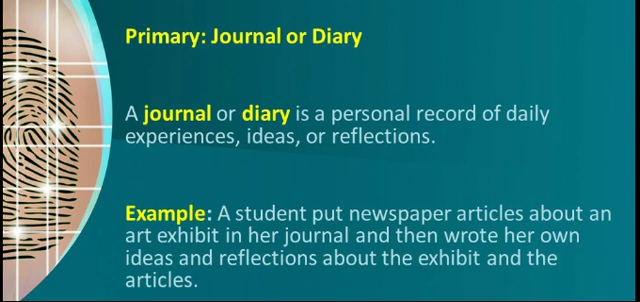 Primary: Journal or Diary
A journal or diary is a personal record of daily
experiences, ideas, or reflections.
Example: A student put newspaper articles about an
art exhibit in her journal and then wrote her own
ideas and reflections about the exhibit and the
articles.